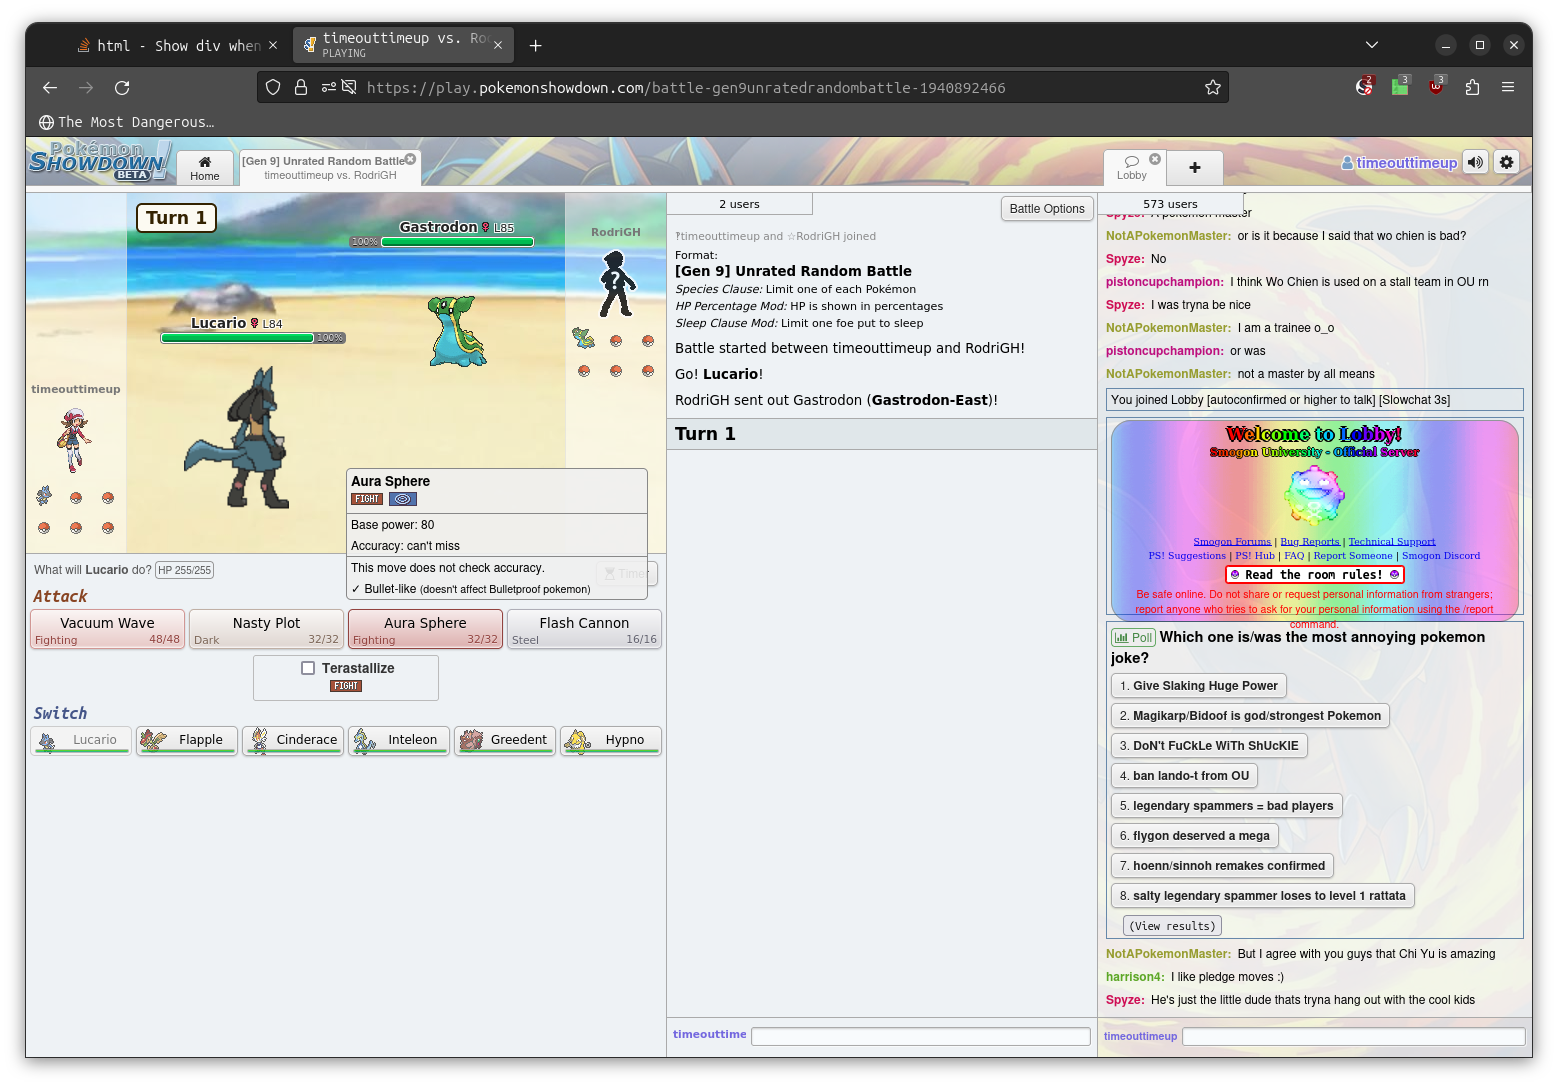 html - Show div when
timeouttimeup vs. Ro
PLAYING
https://play.pokemonshowdown.com/battle-gen9unratedrandombattle-1940892466
2
3
3
The Most Dangerous…
Pokémon
SHOWDOWN!
BETA
Home
[Gen 9] Unrated Random Battle
timeouttimeup vs. RodriGH
Lobby
timeouttimeup
Turn 1
Gastrodon L85
100%
RodriGH
Lucario L84
100%
timeouttimeup
Aura Sphere
FIGHT
Base power: 80
Accuracy: can't miss
This move does not check accuracy.
✓ Bullet-like (doesn't affect Bulletproof pokemon)
What will Lucario do? HP 255/255
Timer
Attack
Vacuum Wave
Fighting 48/48
Nasty Plot
Dark 32/32
Aura Sphere
Fighting 32/32
Flash Cannon
Steel 16/16
Terastallize
FIGHT
Switch
Lucario
Flapple
Cinderace
Inteleon
Greedent
Hypno
2 users
Battle Options
?timeouttimeup and ☆RodriGH joined
Format:
[Gen 9] Unrated Random Battle
Species Clause: Limit one of each Pokémon
HP Percentage Mod: HP is shown in percentages
Sleep Clause Mod: Limit one foe put to sleep
Battle started between timeouttimeup and RodriGH!
Go! Lucario!
RodriGH sent out Gastrodon (Gastrodon-East)!
Turn 1
timeouttime
573 users
Spyze: A pokemon master
NotAPokemonMaster: or is it because I said that wo chien is bad?
Spyze: No
pistoncupchampion: I think Wo Chien is used on a stall team in OU rn
Spyze: I was tryna be nice
NotAPokemonMaster: I am a trainee o_o
pistoncupchampion: or was
NotAPokemonMaster: not a master by all means
You joined Lobby [autoconfirmed or higher to talk] [Slowchat 3s]
Welcome to Lobby!
Smogon University - Official Server
Smogon Forums | Bug Reports | Technical Support
PS! Suggestions | PS! Hub | FAQ | Report Someone | Smogon Discord
Read the room rules!
Be safe online. Do not share or request personal information from strangers;
report anyone who tries to ask for your personal information using the /report
command.
Poll Which one is/was the most annoying pokemon
joke?
1. Give Slaking Huge Power
2. Magikarp/Bidoof is god/strongest Pokemon
3. DoN't FuCkLe WiTh ShUcKlE
4. ban lando-t from OU
5. legendary spammers = bad players
6. flygon deserved a mega
7. hoenn/sinnoh remakes confirmed
8. salty legendary spammer loses to level 1 rattata
(View results)
NotAPokemonMaster: But I agree with you guys that Chi Yu is amazing
harrison4: I like pledge moves :)
Spyze: He's just the little dude thats tryna hang out with the cool kids
timeouttimeup